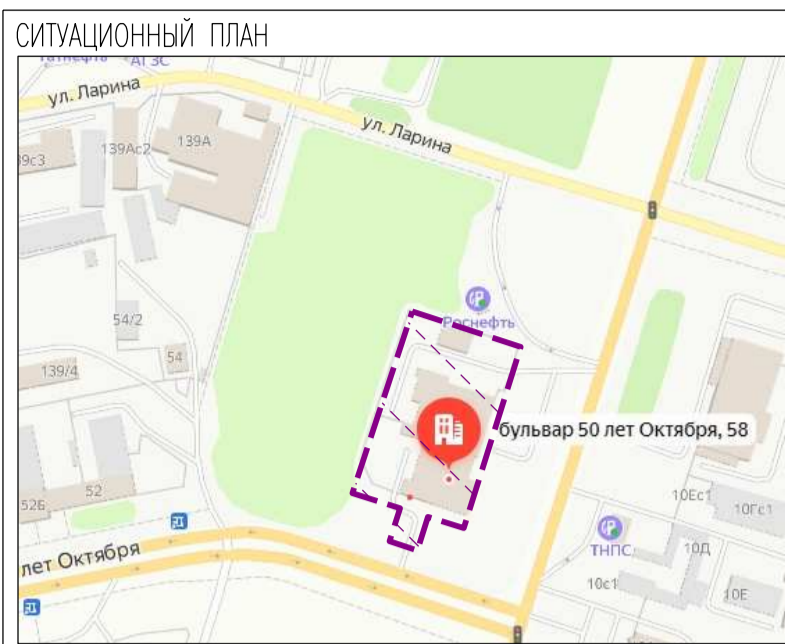 СИТУАЦИОННЫЙ ПЛАН
Татнефть АГЗС
ул. Ларина
139Ас2
139А
39с3
ул. Ларина
54/2
Роснефть
54
139/4
бульвар 50 лет Октября, 58
52Б
52
10Ес1
10Гс1
ТНПС
10Д
лет Октября
10с1
10Е